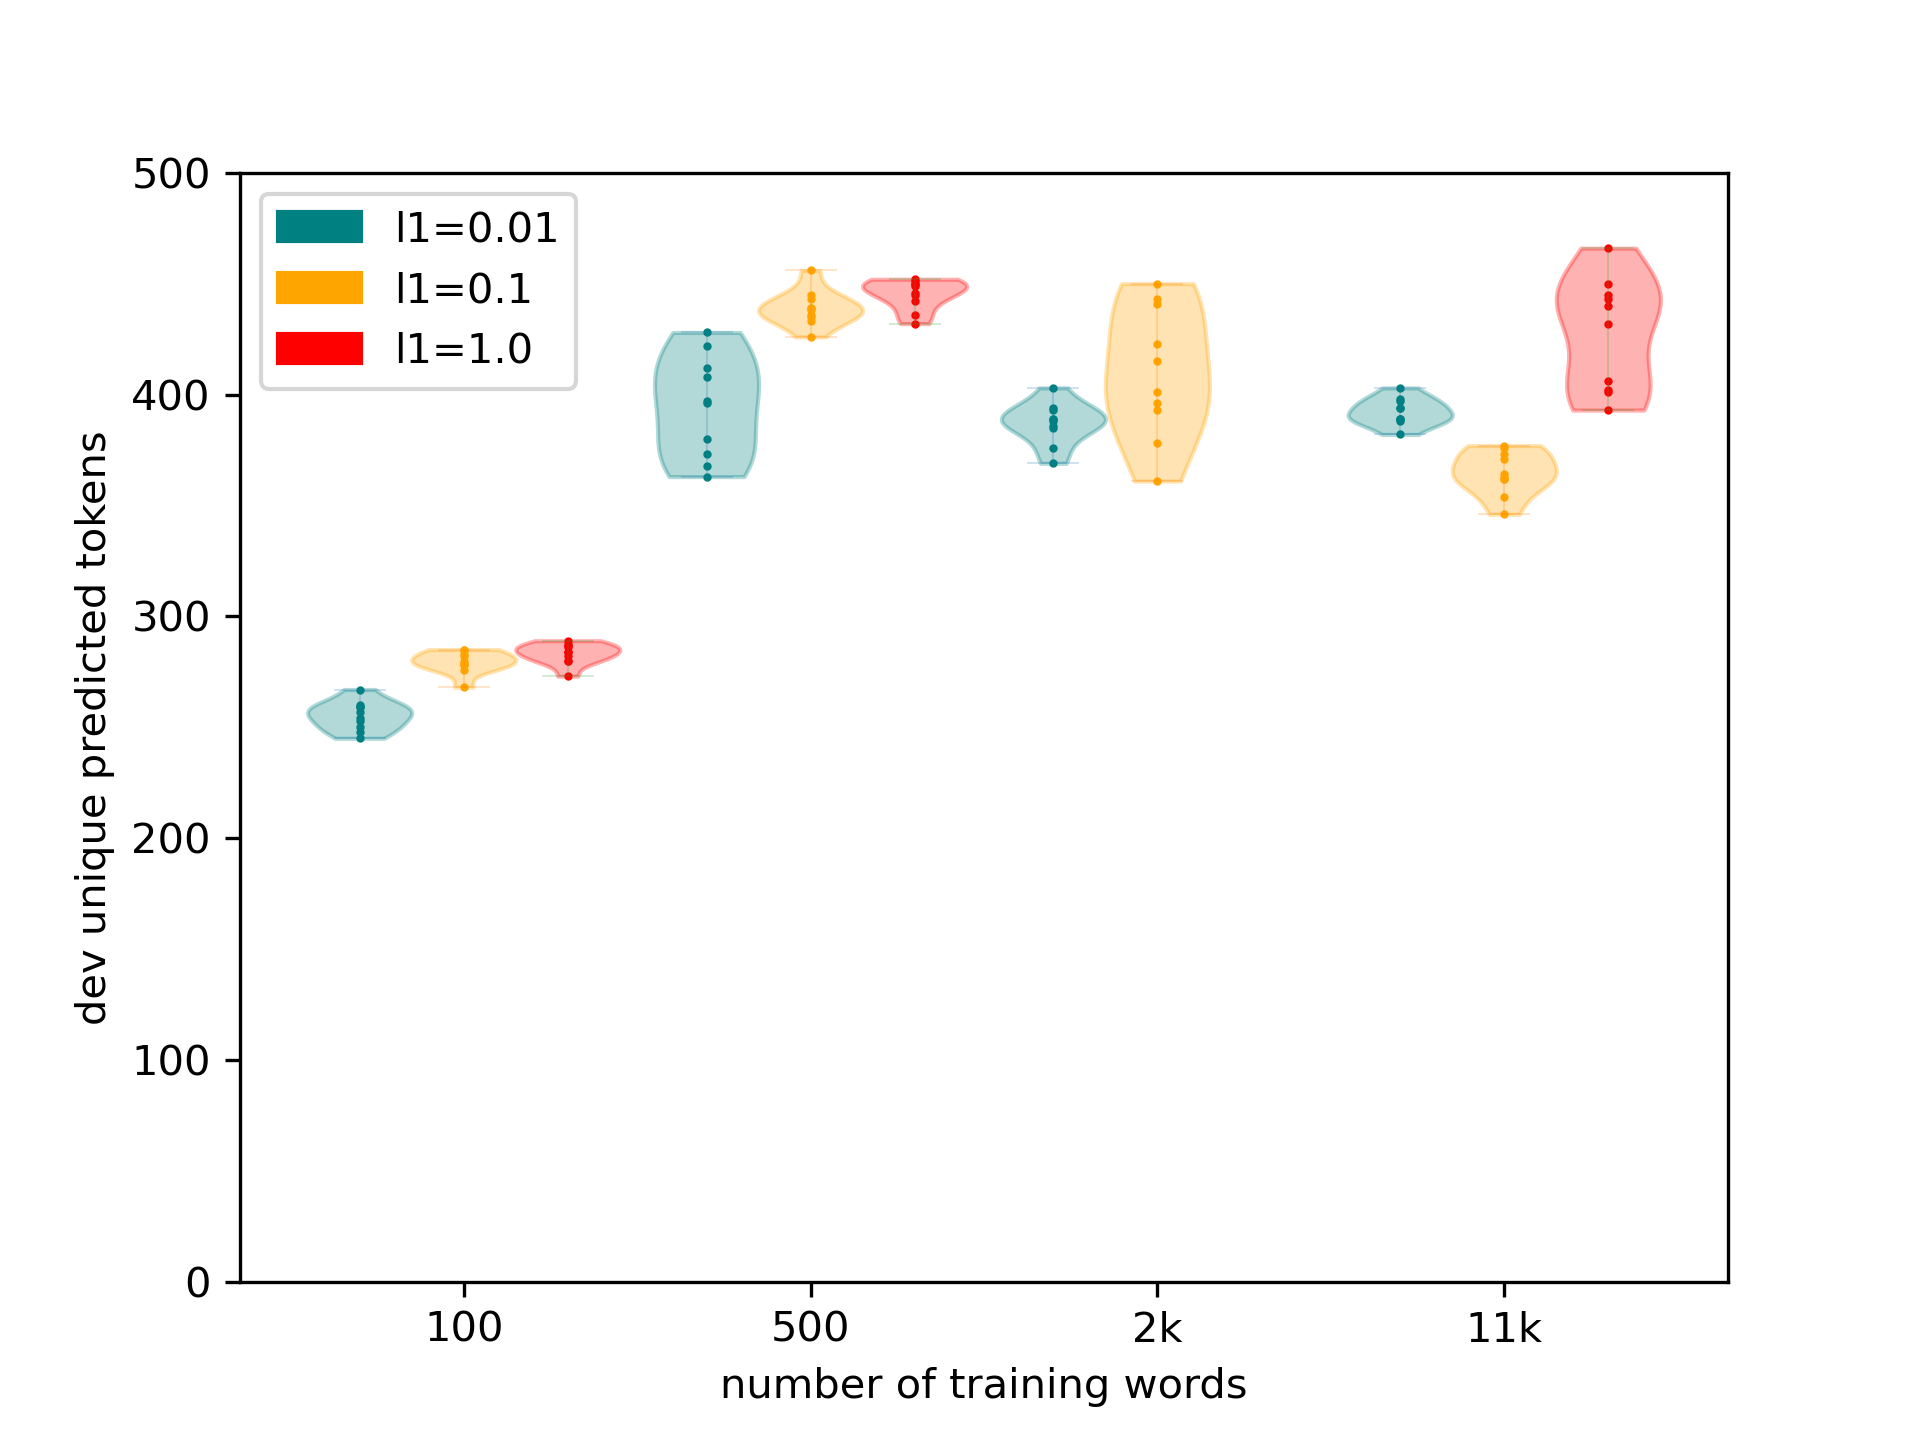 500
400
300
200
100
0
dev unique predicted tokens
l1=0.01
l1=0.1
l1=1.0
100 500 2k 11k
number of training words